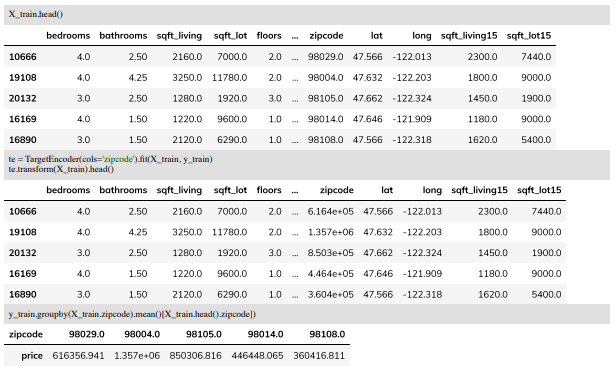 X_train.head()
bedrooms bathrooms sqft_living sqft_lot floors ... zipcode lat long sqft_living15 sqft_lot15
10666 4.0 2.50 2160.0 7000.0 2.0 ... 98029.0 47.566 -122.013 2300.0 7440.0
19108 4.0 4.25 3250.0 11780.0 2.0 ... 98004.0 47.632 -122.203 1800.0 9000.0
20132 3.0 2.50 1280.0 1920.0 3.0 ... 98105.0 47.662 -122.324 1450.0 1900.0
16169 4.0 1.50 1220.0 9600.0 1.0 ... 98014.0 47.646 -121.909 1180.0 9000.0
16890 3.0 1.50 2120.0 6290.0 1.0 ... 98108.0 47.566 -122.318 1620.0 5400.0
te = TargetEncoder(cols='zipcode').fit(X_train, y_train)
te.transform(X_train).head()
bedrooms bathrooms sqft_living sqft_lot floors ... zipcode lat long sqft_living15 sqft_lot15
10666 4.0 2.50 2160.0 7000.0 2.0 ... 6.164e+05 47.566 -122.013 2300.0 7440.0
19108 4.0 4.25 3250.0 11780.0 2.0 ... 1.357e+06 47.632 -122.203 1800.0 9000.0
20132 3.0 2.50 1280.0 1920.0 3.0 ... 8.503e+05 47.662 -122.324 1450.0 1900.0
16169 4.0 1.50 1220.0 9600.0 1.0 ... 4.464e+05 47.646 -121.909 1180.0 9000.0
16890 3.0 1.50 2120.0 6290.0 1.0 ... 3.604e+05 47.566 -122.318 1620.0 5400.0
y_train.groupby(X_train.zipcode).mean()[X_train.head().zipcode])
zipcode 98029.0 98004.0 98105.0 98014.0 98108.0
price 616356.941 1.357e+06 850306.816 446448.065 360416.811